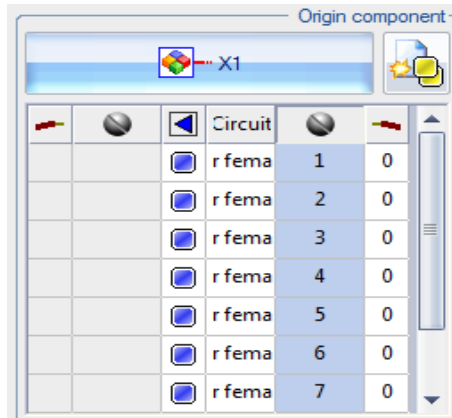 Origin component
X1
Circuit
r fema 1 0
r fema 2 0
r fema 3 0
r fema 4 0
r fema 5 0
r fema 6 0
r fema 7 0